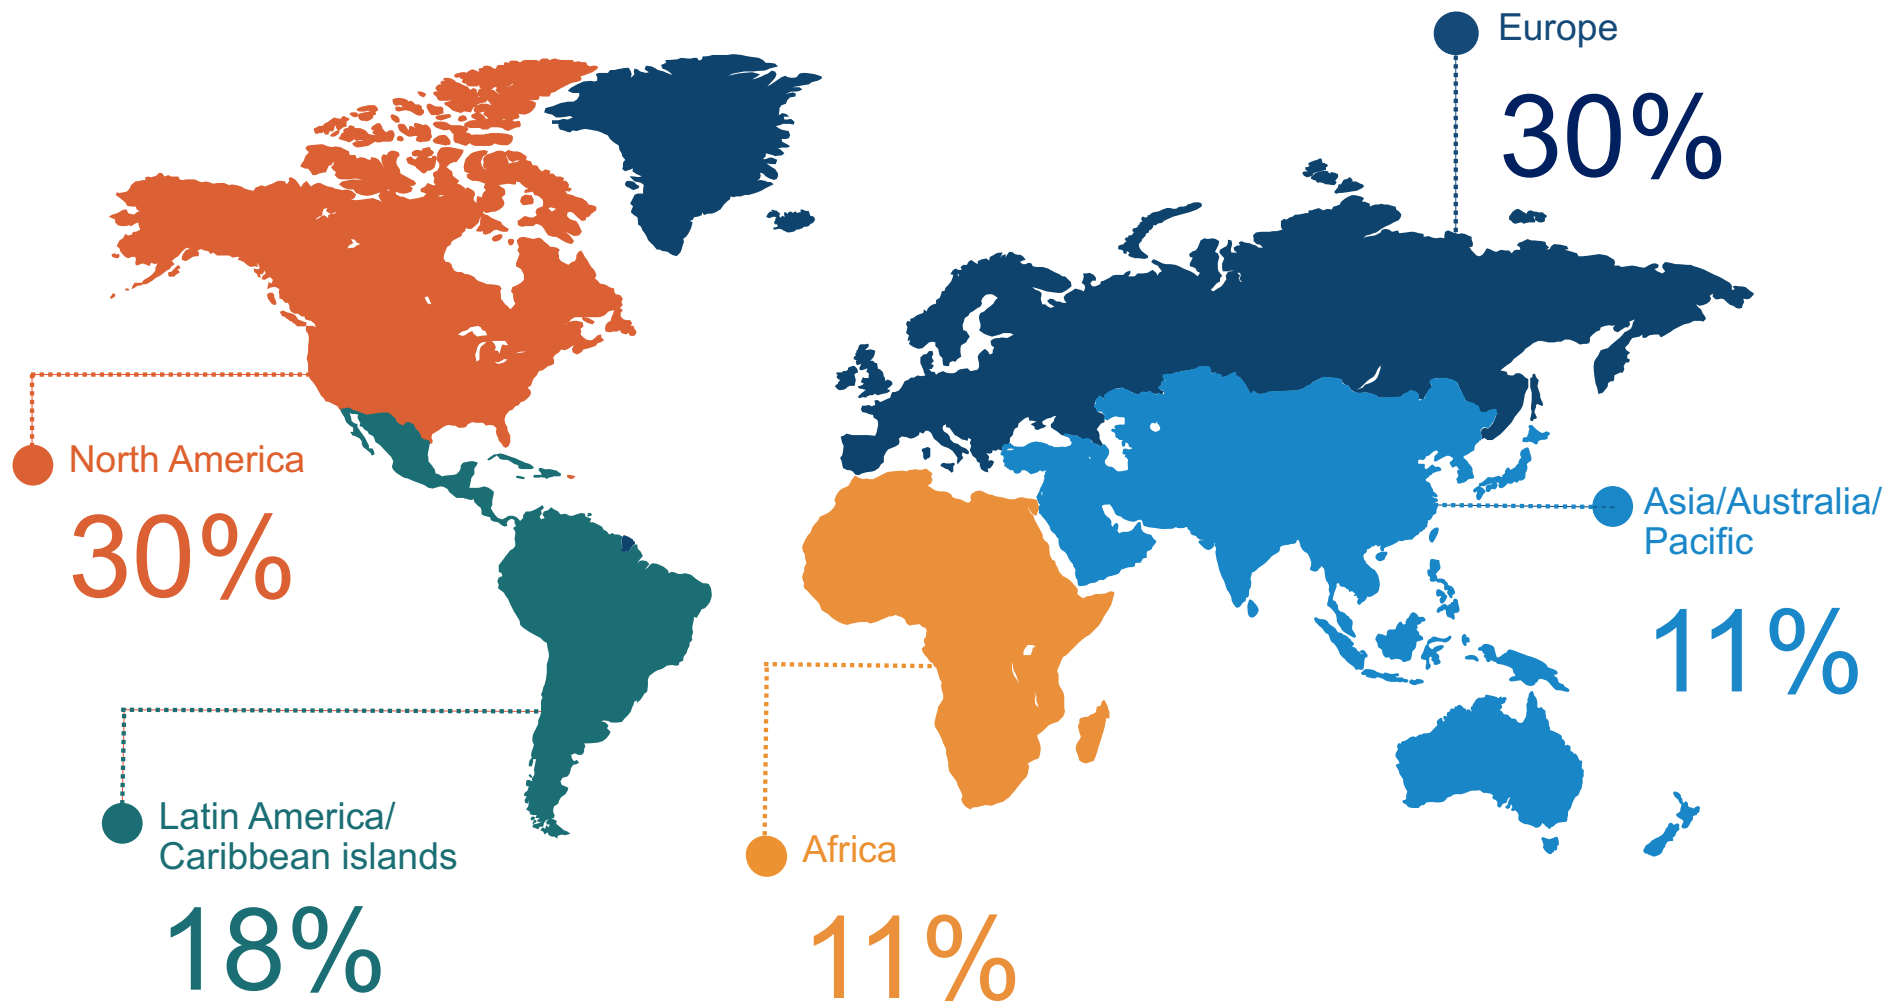 Europe
30%
North America
30%
Asia/Australia/
Pacific
11%
Latin America/
Caribbean islands
18%
Africa
11%